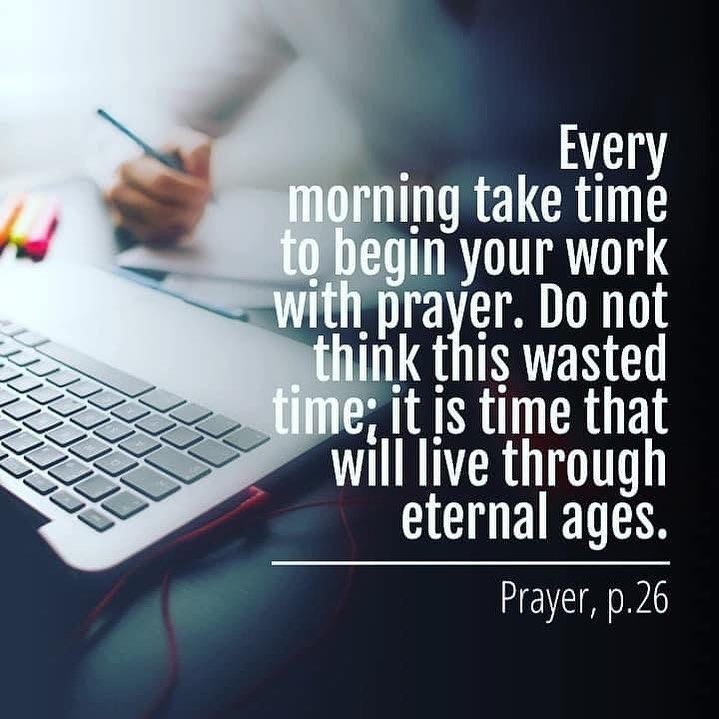 Every
morning take time
to begin your work
with prayer. Do not
think this wasted
time; it is time that
will live through
eternal ages.
Prayer, p.26